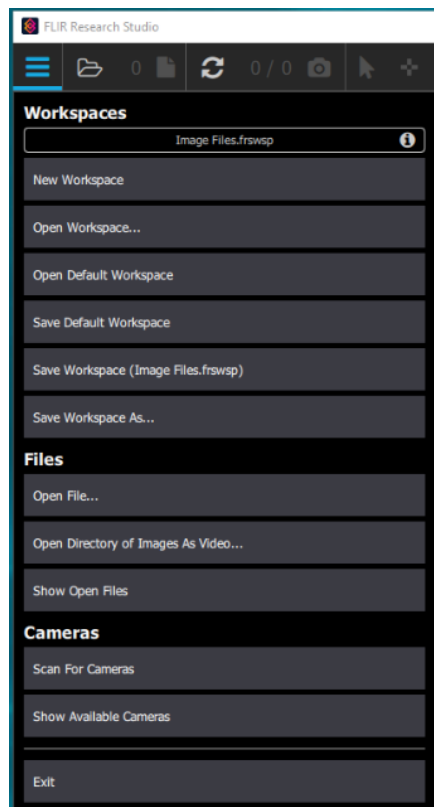 FLIR Research Studio
0
0 / 0
Workspaces
Image Files.frswsp
New Workspace
Open Workspace...
Open Default Workspace
Save Default Workspace
Save Workspace (Image Files.frswsp)
Save Workspace As...
Files
Open File...
Open Directory of Images As Video...
Show Open Files
Cameras
Scan For Cameras
Show Available Cameras
Exit